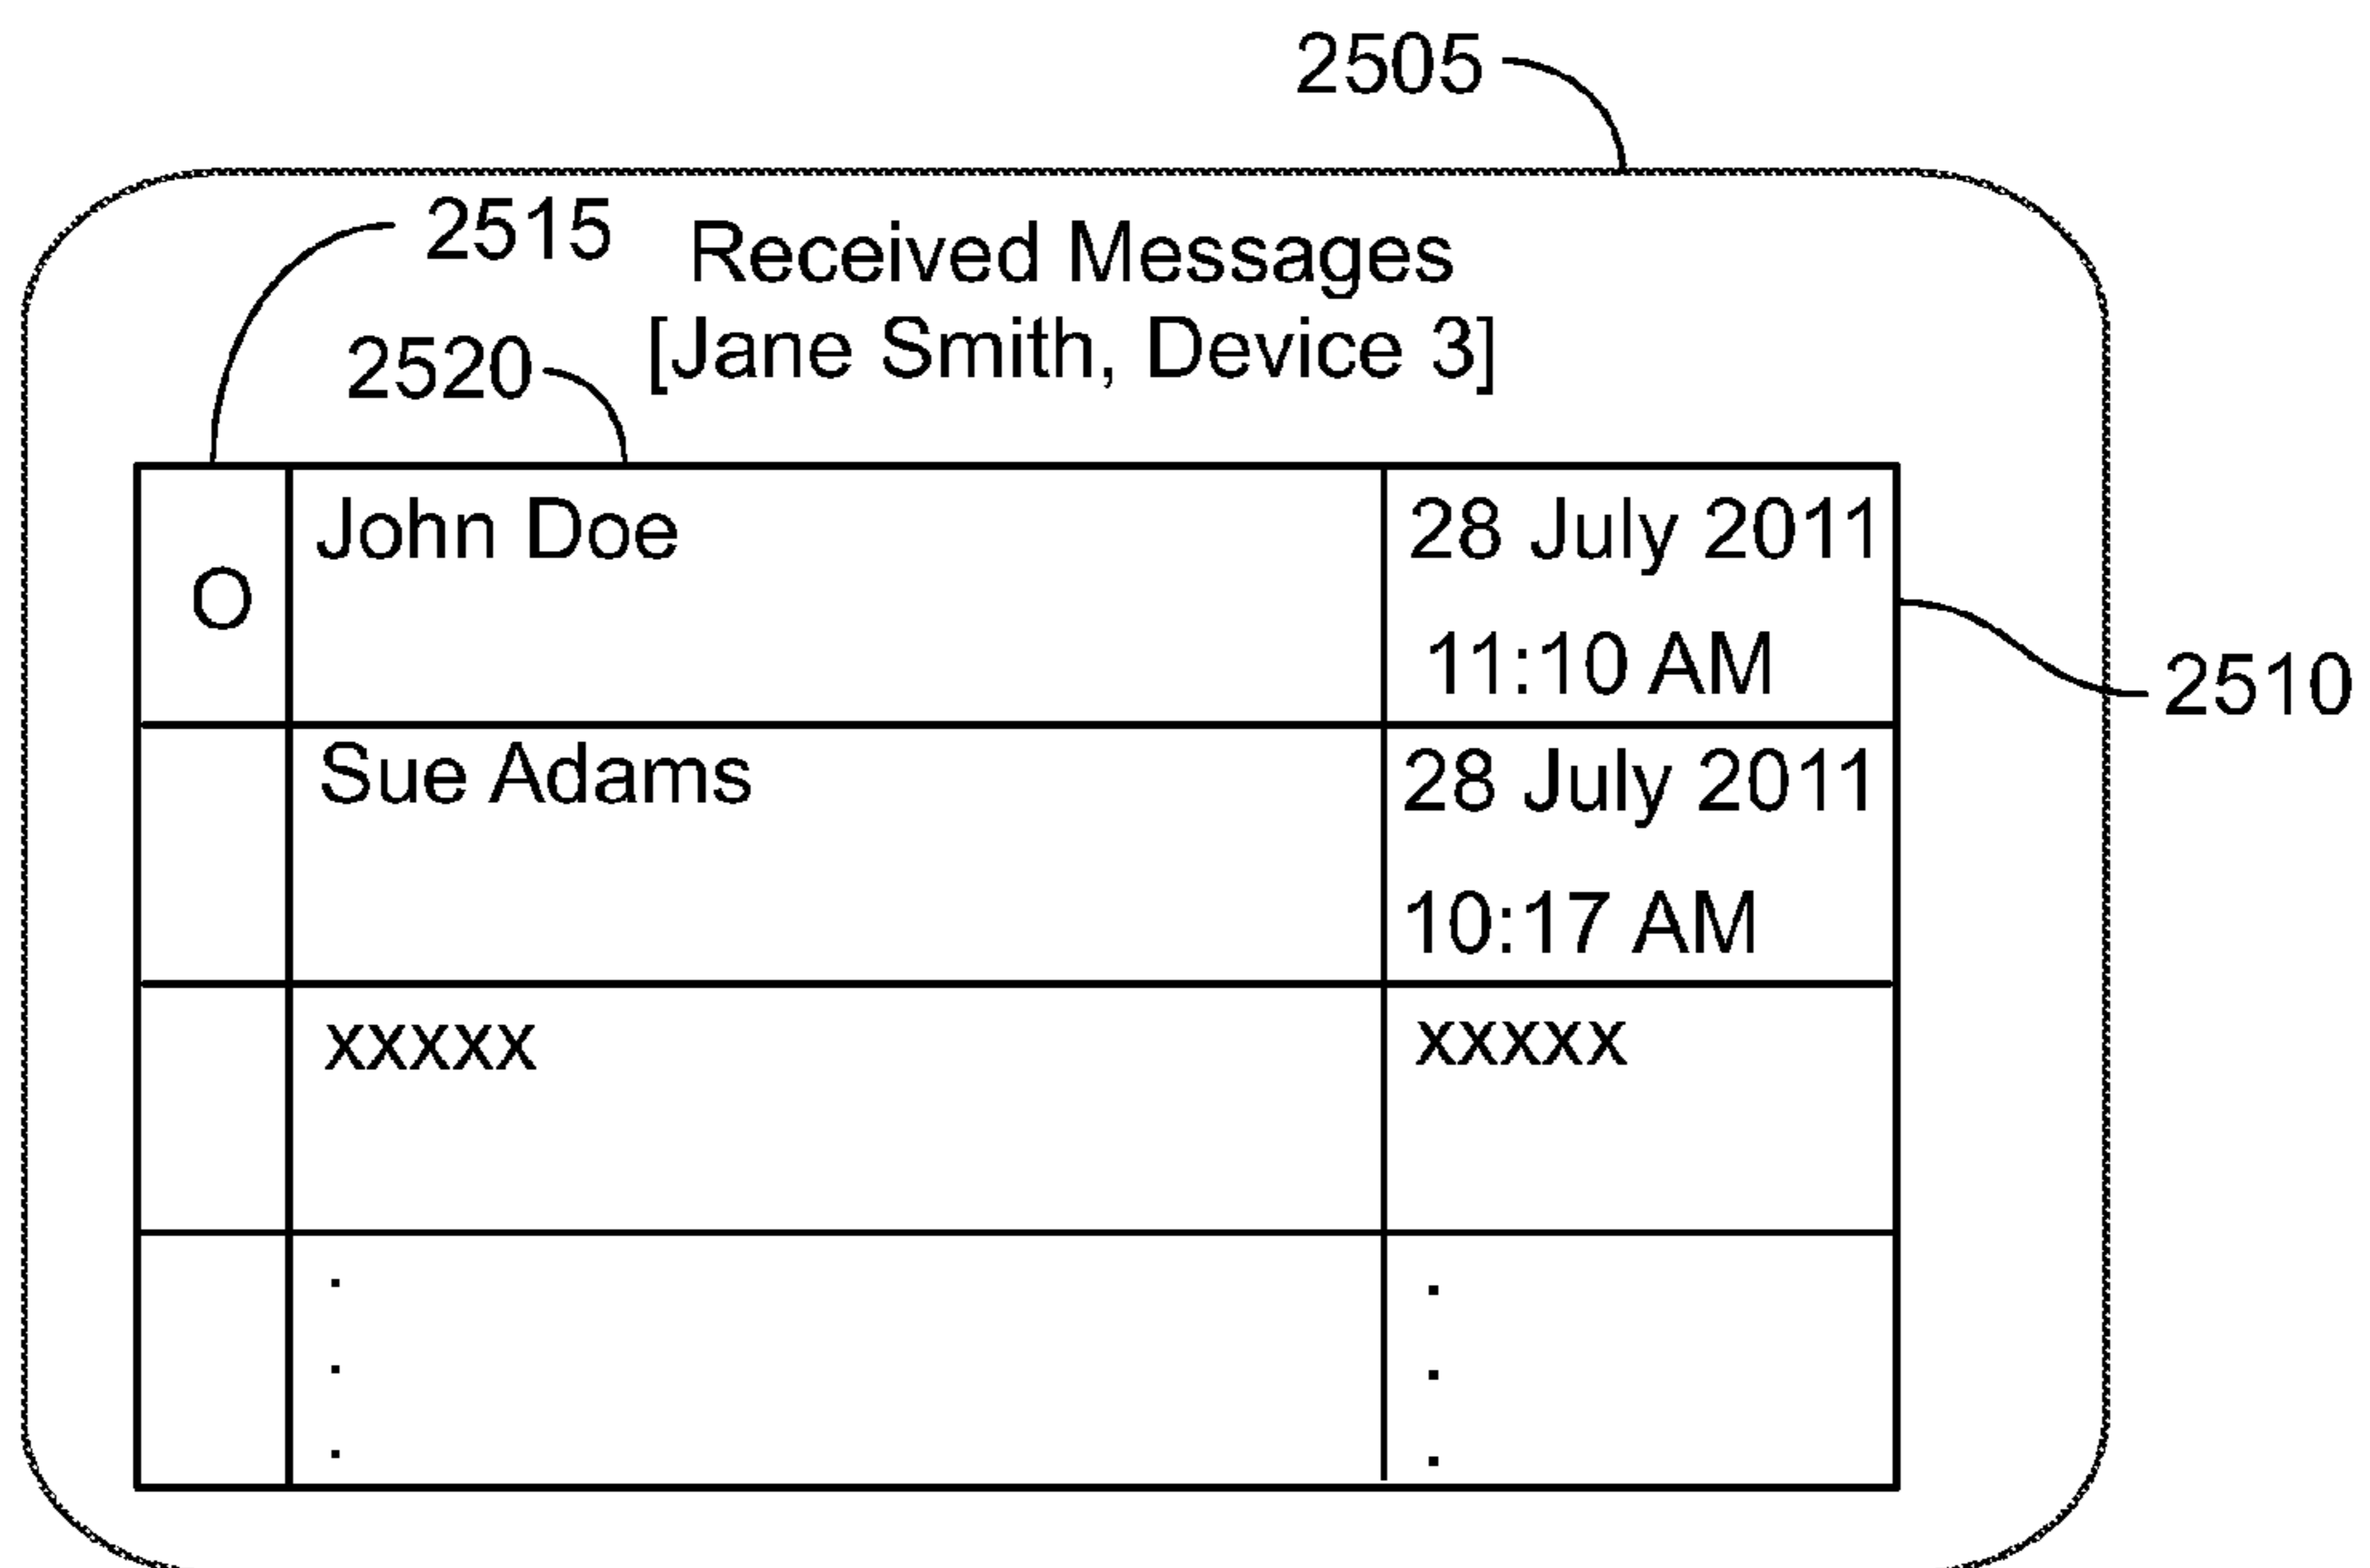 2505
2515
Received Messages
2520
[Jane Smith, Device 3]
John Doe
28 July 2011
O
11:10 AM
2510
Sue Adams
28 July 2011
10:17 AM
xxxxx
xxxxx
. .
. .
. .